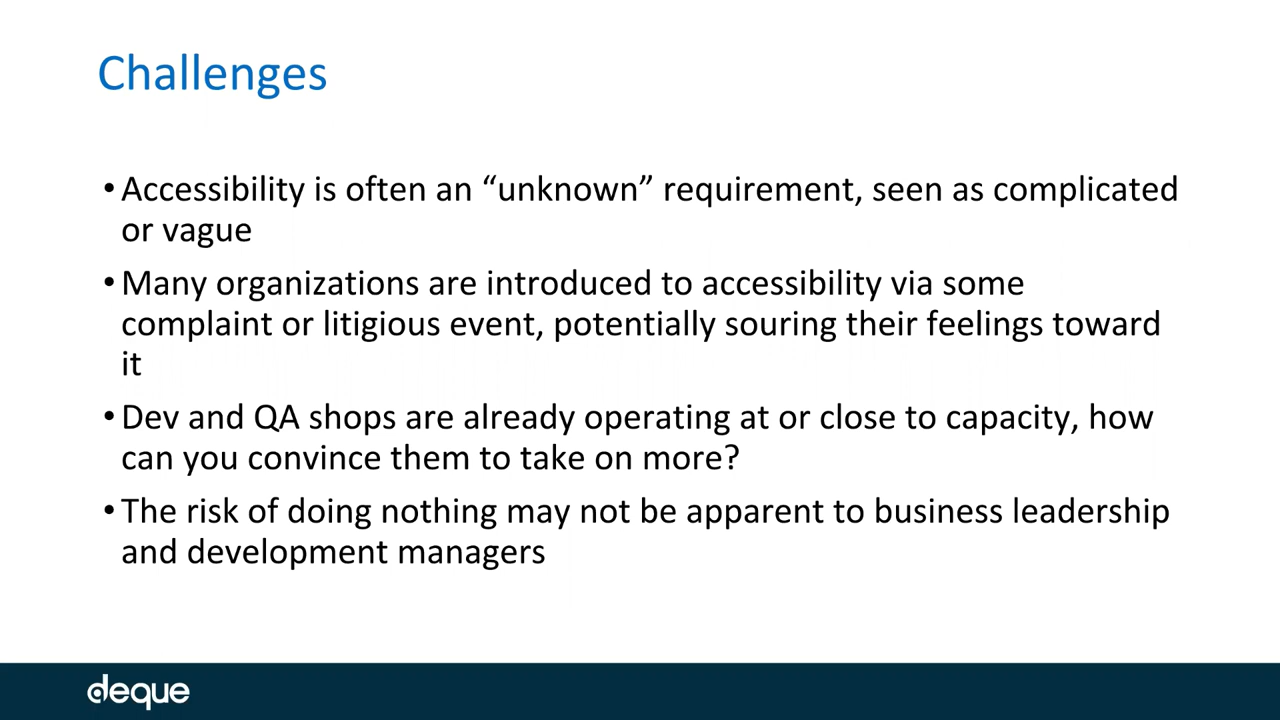 Challenges
•Accessibility is often an “unknown” requirement, seen as complicated
or vague
•Many organizations are introduced to accessibility via some
complaint or litigious event, potentially souring their feelings toward
it
•Dev and QA shops are already operating at or close to capacity, how
can you convince them to take on more?
•The risk of doing nothing may not be apparent to business leadership
and development managers
deque